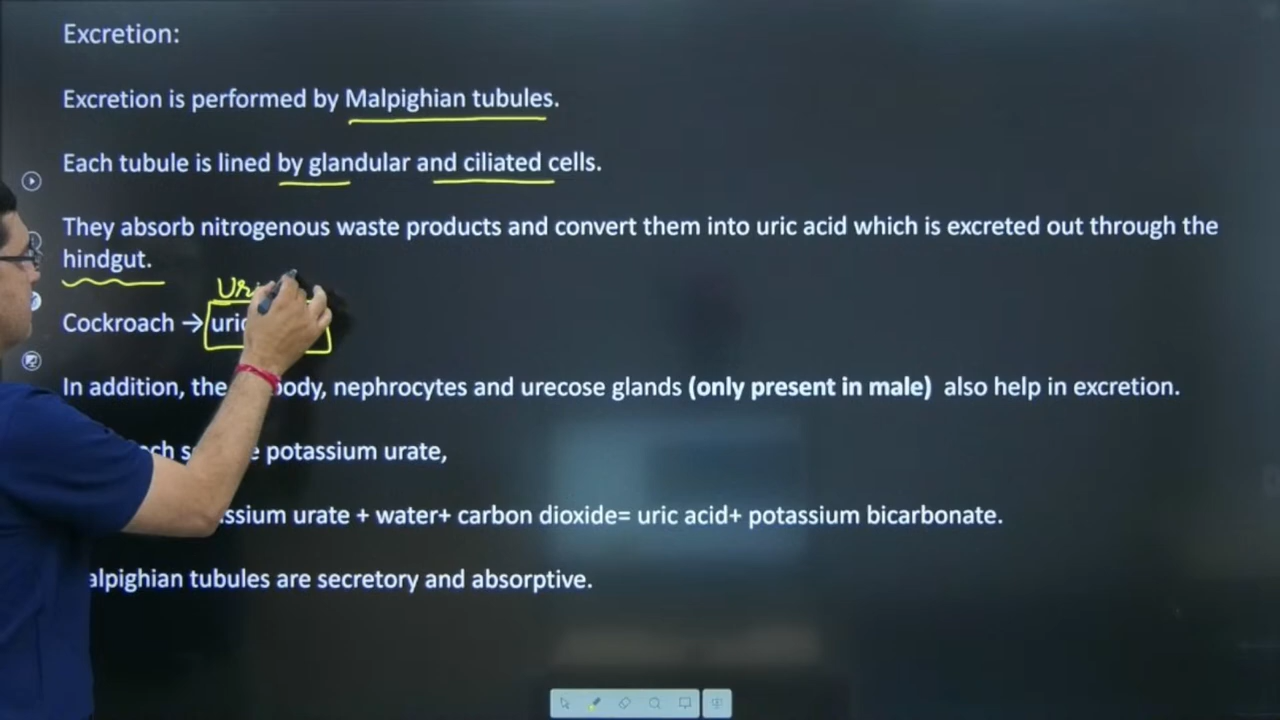 Excretion:
Excretion is performed by Malpighian tubules.
Each tubule is lined by glandular and ciliated cells.
They absorb nitrogenous waste products and convert them into uric acid which is excreted out through the
hindgut.
Cockroach →
In addition, the body, nephrocytes and urecose glands (only present in male) also help in excretion.
potassium urate,
urate + water+ carbon dioxide= uric acid+ potassium bicarbonate.
tubules are secretory and absorptive.